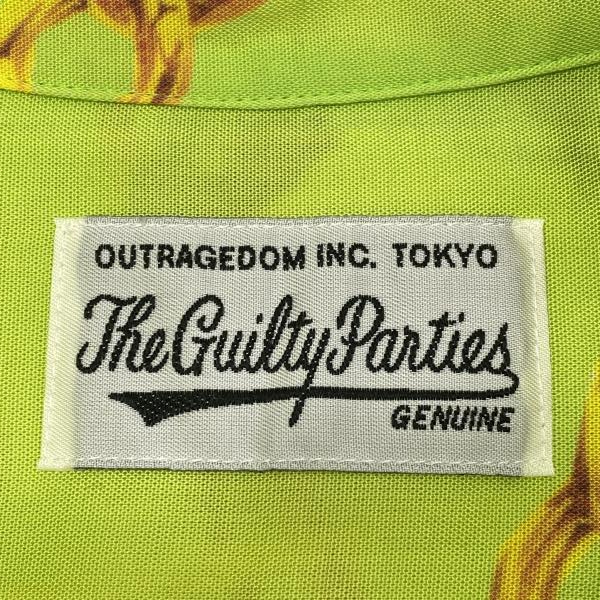 OUTRAGEDOM INC. TOKYO
The Guilty Parties
GENUINE